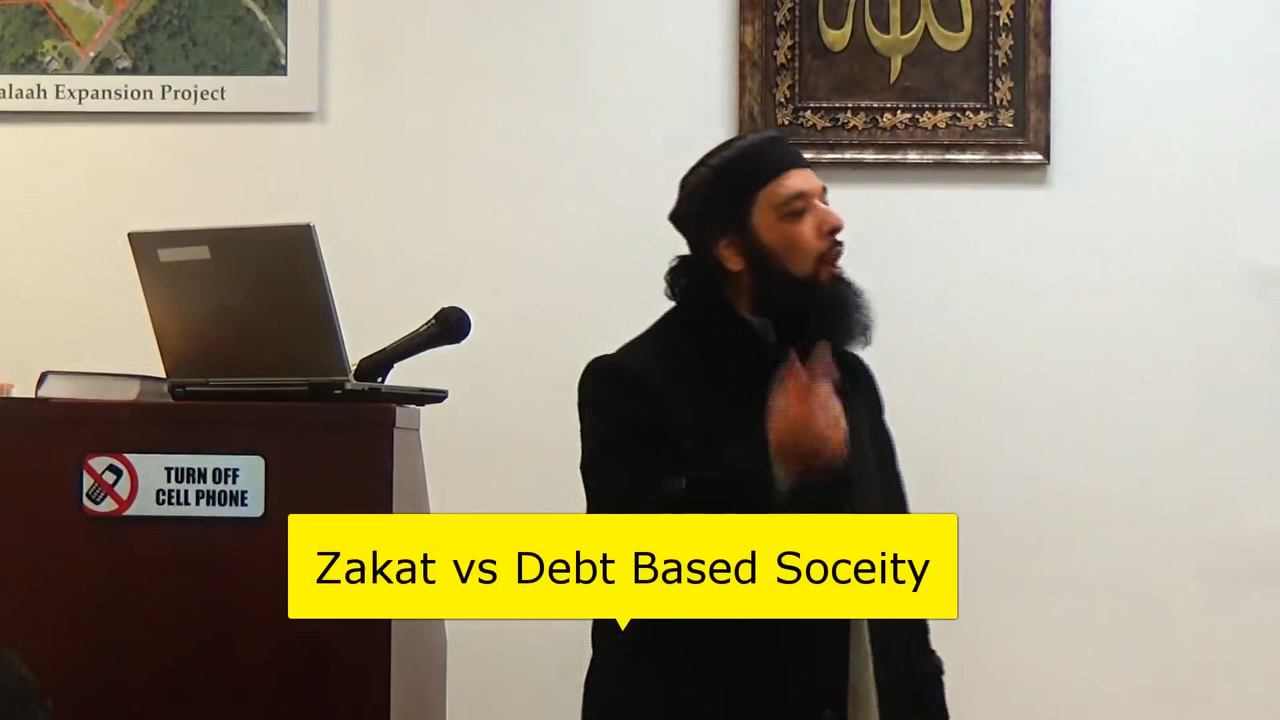 alaah Expansion Project
TURN OFF
CELL PHONE
Zakat vs Debt Based Soceity